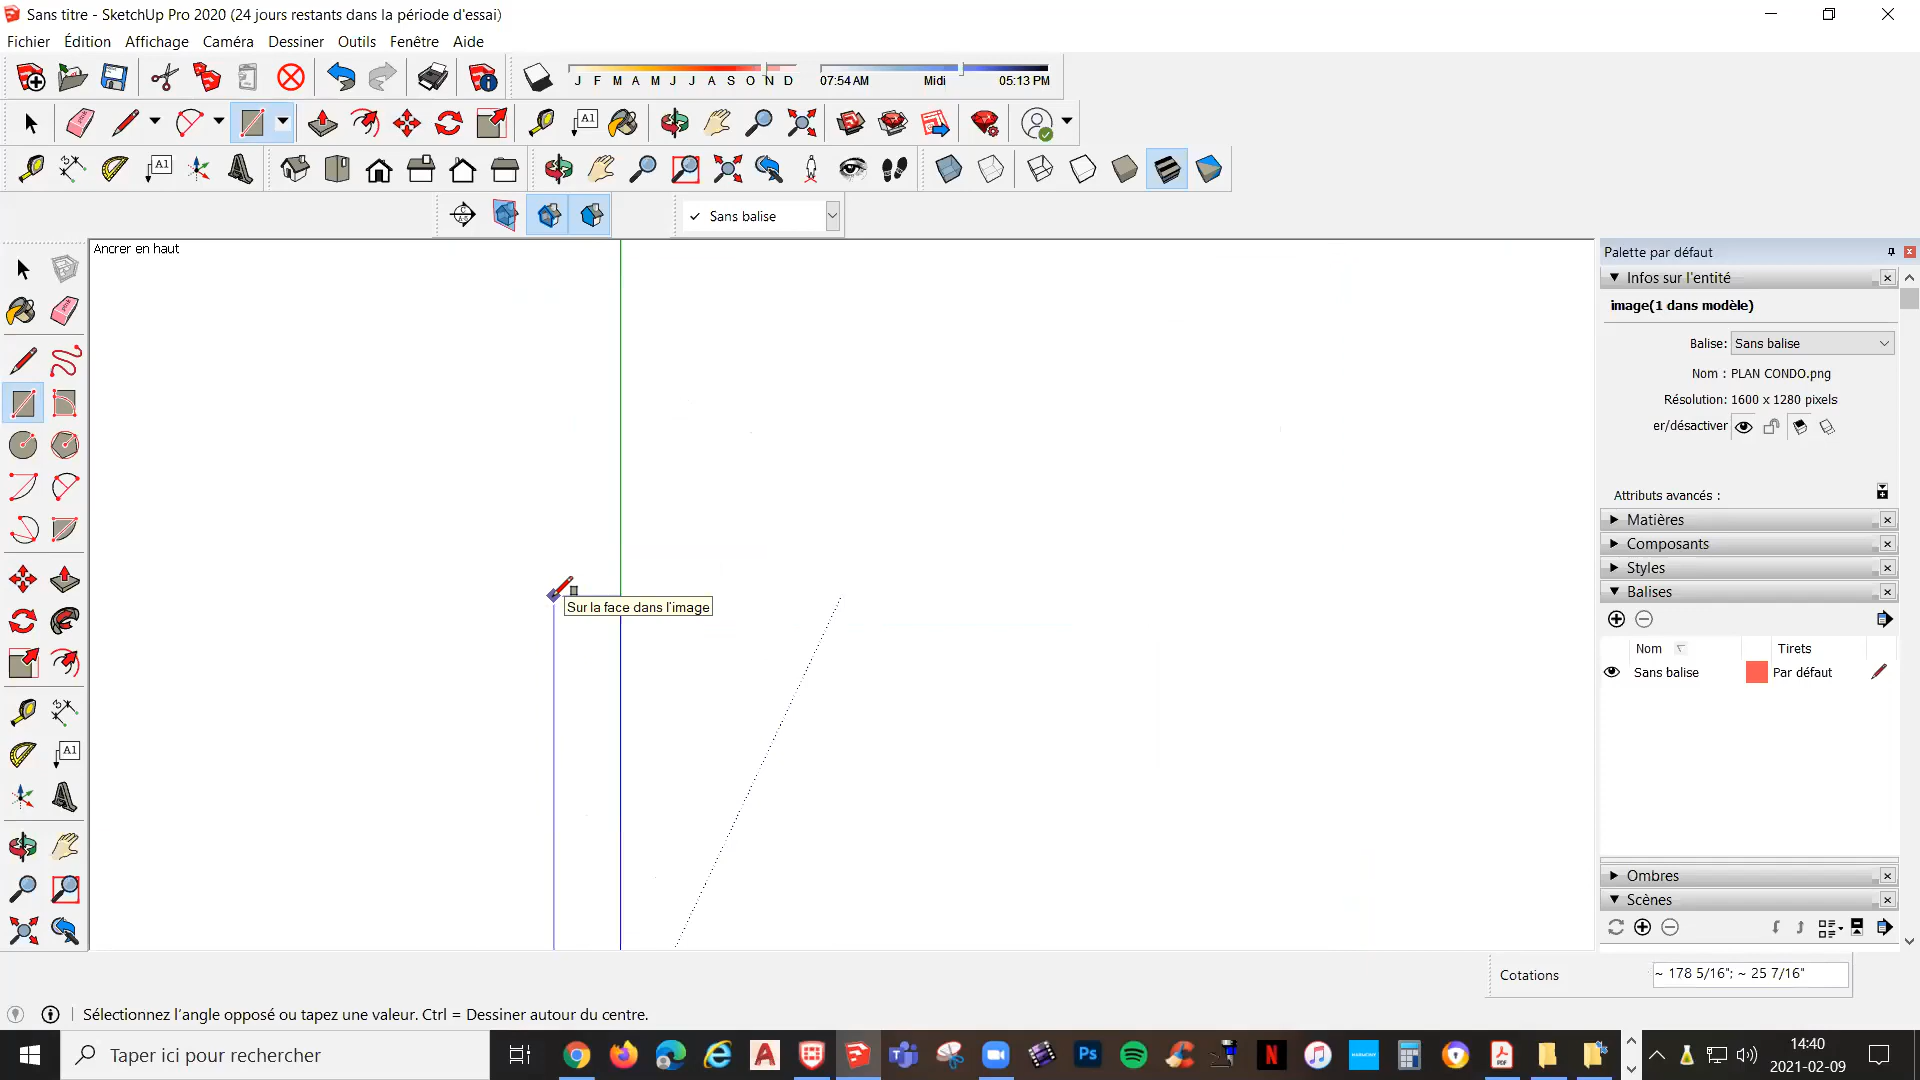 Sans titre - SketchUp Pro 2020 (24 jours restants dans la période d'essai)
Fichier Édition Affichage Caméra Dessiner Outils Fenêtre Aide
J F M A M J J A S O N D 07:54 AM Midi 05:13 PM
A1
A1
Sans balise
Ancrer en haut
Palette par défaut
Infos sur l'entité
image(1 dans modèle)
Balise: Sans balise
Nom : PLAN CONDO.png
Résolution: 1600 x 1280 pixels
er/désactiver
Attributs avancés :
Matières
Composants
Styles
Balises
Nom Tirets
Sans balise Par défaut
Sur la face dans l'image
A1
Ombres
Scènes
Cotations ~ 178 5/16"; ~ 25 7/16"
Sélectionnez l'angle opposé ou tapez une valeur. Ctrl = Dessiner autour du centre.
Taper ici pour rechercher
14:40
2021-02-09